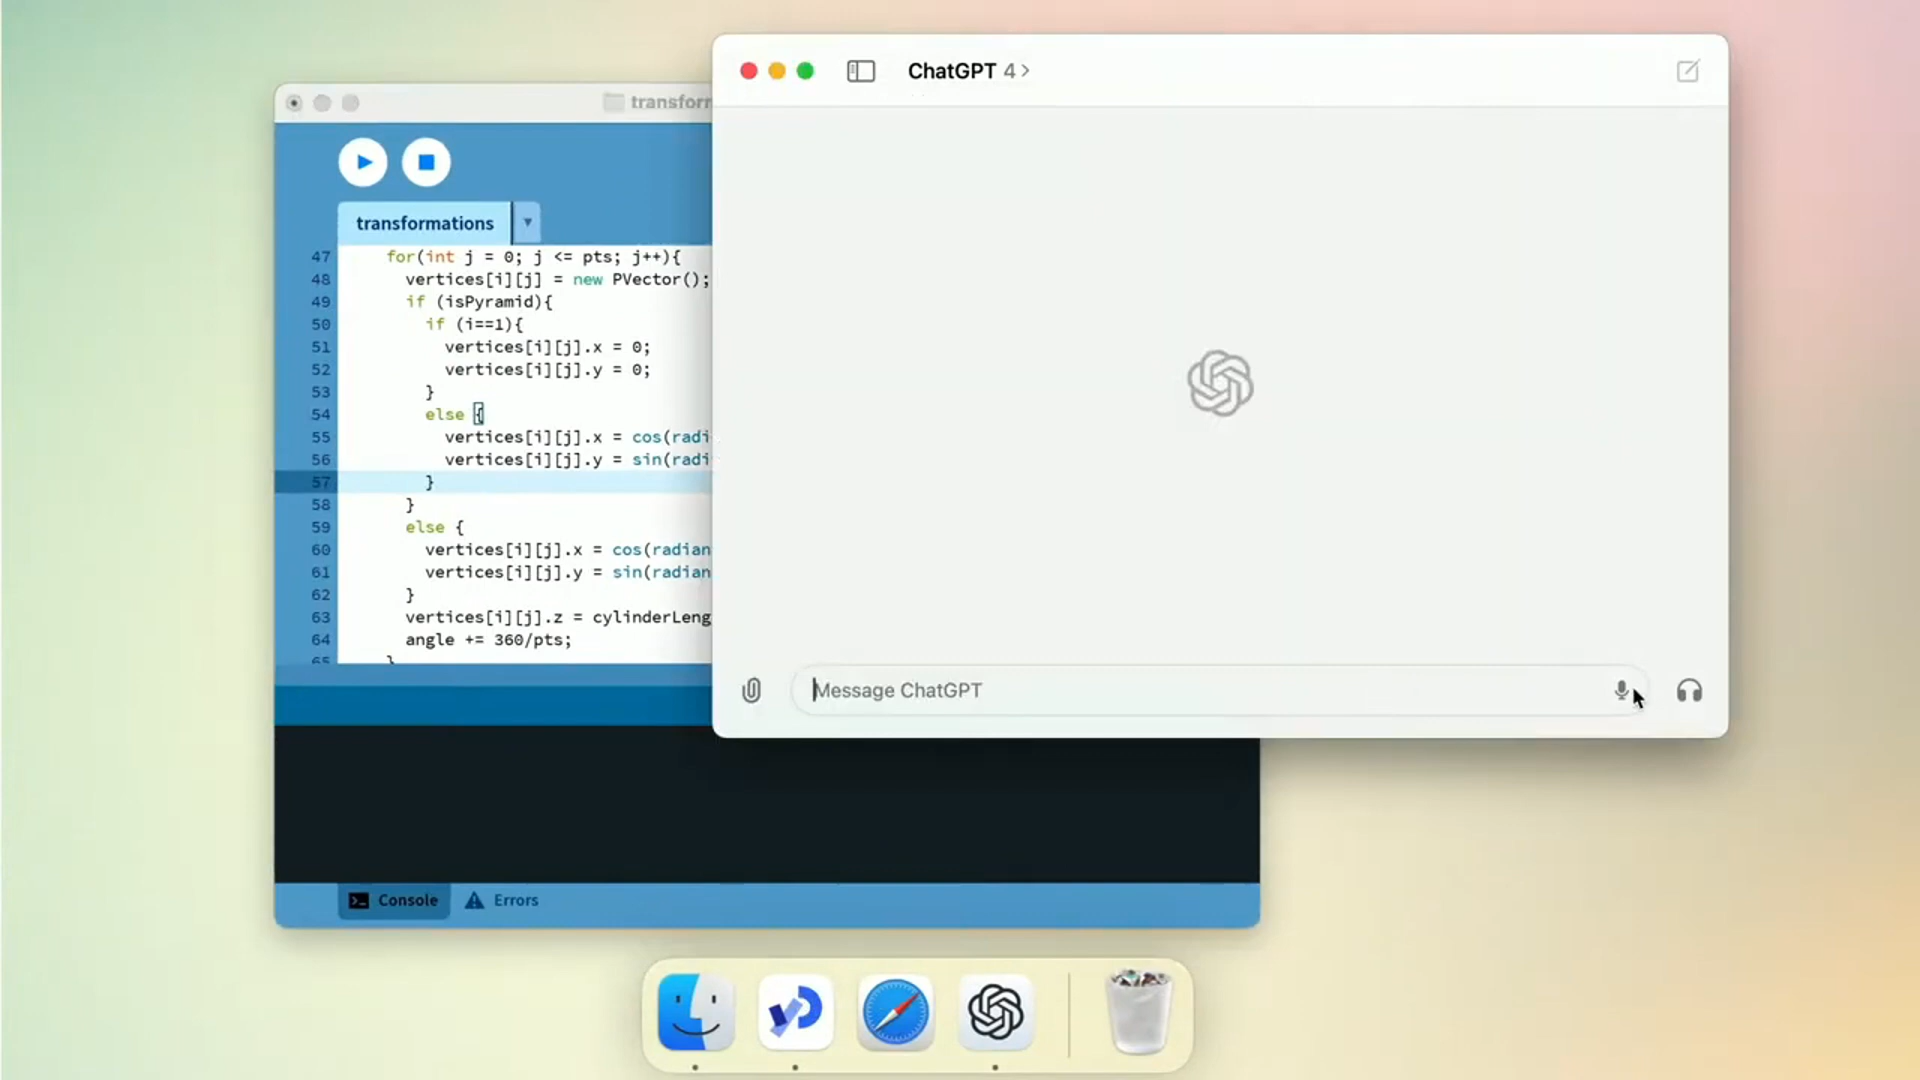 ChatGPT 4 >
transform
transformations
47 for(int j = 0; j <= pts; j++){
48 vertices[i][j] = new PVector();
49 if (isPyramid){
50 if (i==1){
51 vertices[i][j].x = 0;
52 vertices[i][j].y = 0;
53 }
54 else {
55 vertices[i][j].x = cos(radi
56 vertices[i][j].y = sin(radi
57 }
58 }
59 else {
60 vertices[i][j].x = cos(radian
61 vertices[i][j].y = sin(radian
62 }
63 vertices[i][j].z = cylinderLeng
64 angle += 360/pts;
65 }
Message ChatGPT
Console
Errors